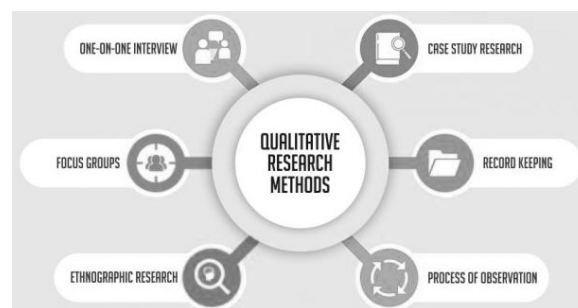 ONE-ON-ONE INTERVIEW
CASE STUDY RESEARCH
FOCUS GROUPS
QUALITATIVE
RESEARCH
METHODS
RECORD KEEPING
ETHNOGRAPHIC RESEARCH
PROCESS OF OBSERVATION